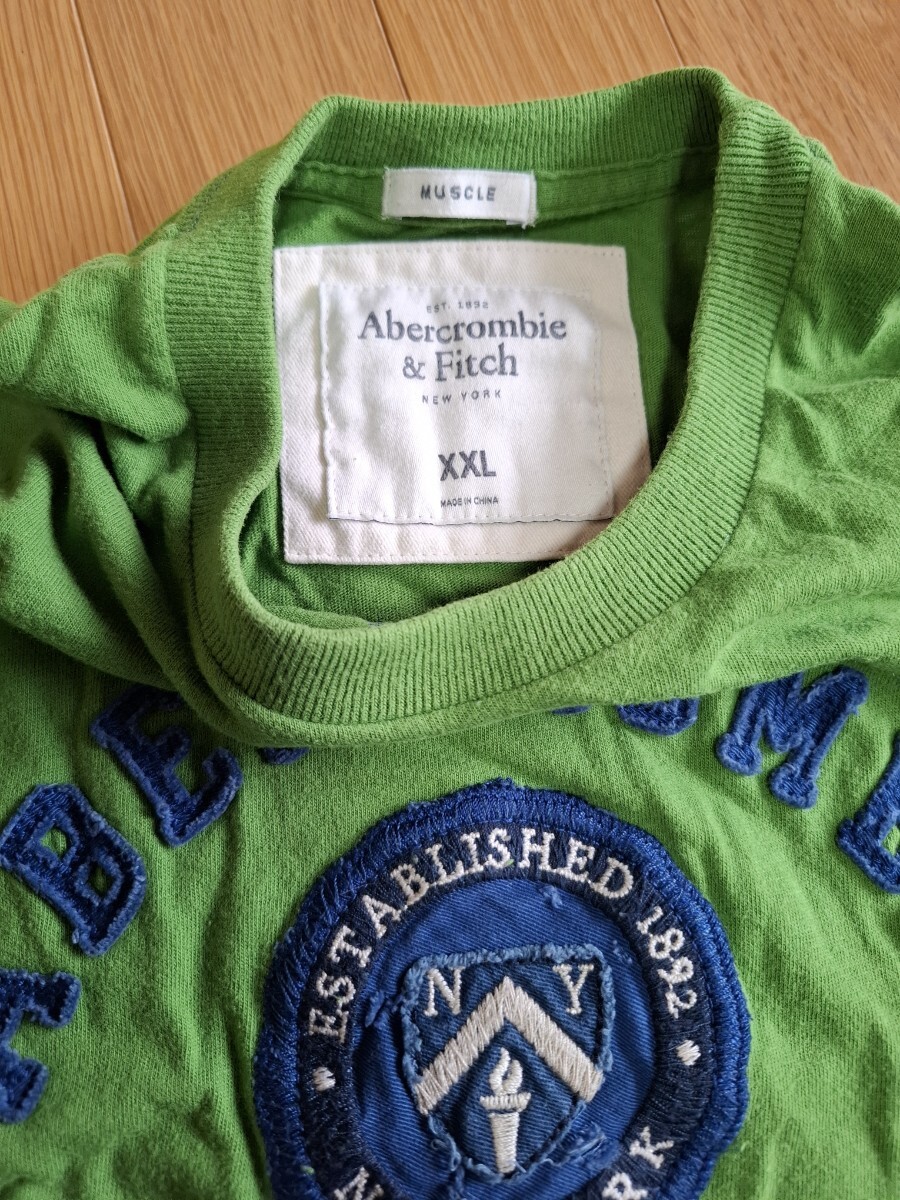 MUSCLE
EST. 1892
Abercrombie
& Fitch
NEW YORK
XXL
MADE IN CHINA
ESTABLISHED 1892
N Y